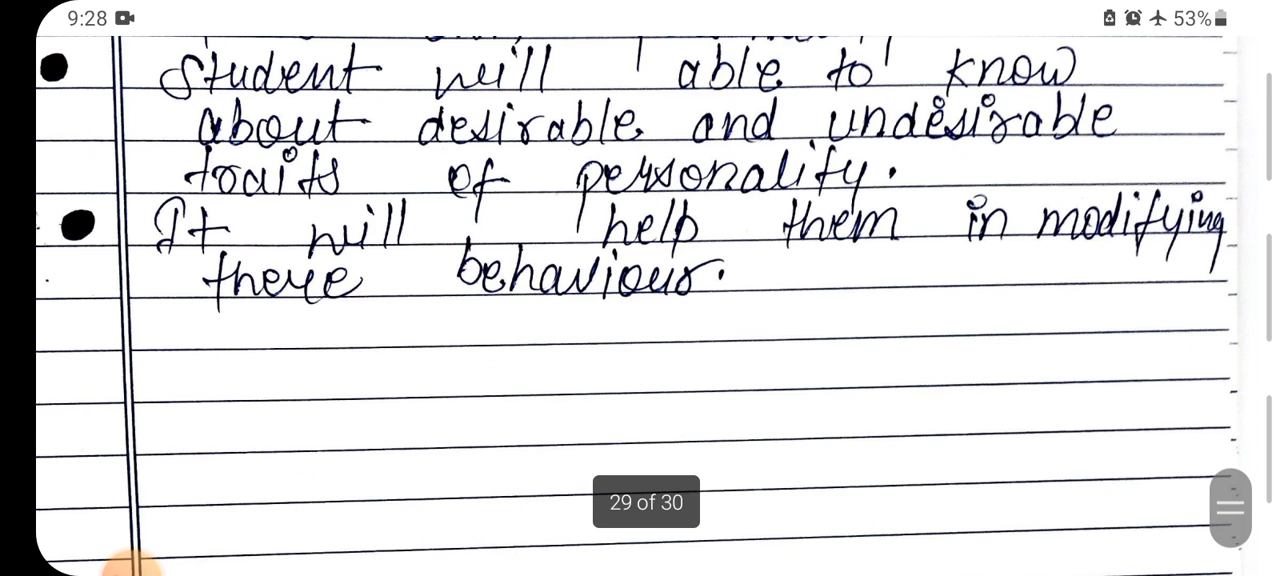 9:28
53%
Student will able to know
about desirable and undesirable
traits of personality.
It will help them in modifying
there behaviour.
29 of 30